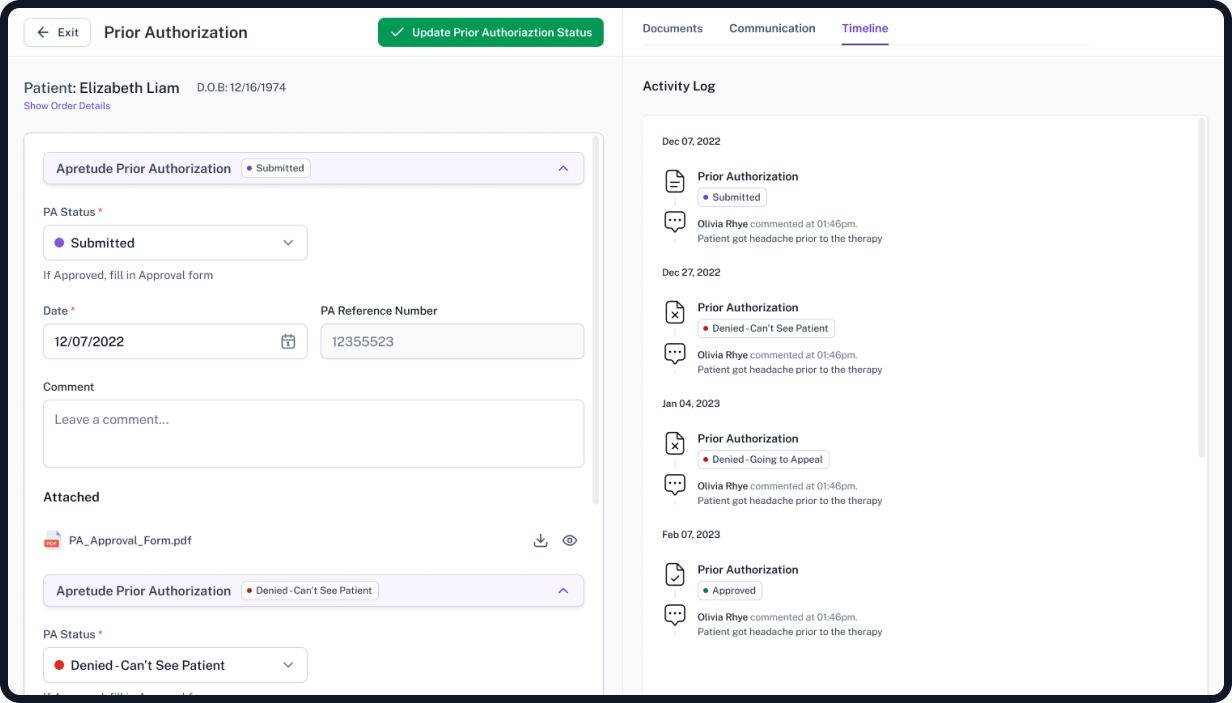 Exit
Prior Authorization
Update Prior Authoriaztion Status
Patient: Elizabeth Liam D.O.B: 12/16/1974
Show Order Details
Apretude Prior Authorization Submitted
PA Status *
Submitted
If Approved, fill in Approval form
Date * PA Reference Number
12/07/2022 12355523
Comment
Leave a comment...
Attached
PDF PA_Approval_Form.pdf
Apretude Prior Authorization Denied - Can't See Patient
PA Status *
Denied - Can't See Patient
Documents Communication Timeline
Activity Log
Dec 07, 2022
Prior Authorization
Submitted
Olivia Rhye commented at 01:46pm.
Patient got headache prior to the therapy
Dec 27, 2022
Prior Authorization
Denied - Can't See Patient
Olivia Rhye commented at 01:46pm.
Patient got headache prior to the therapy
Jan 04, 2023
Prior Authorization
Denied - Going to Appeal
Olivia Rhye commented at 01:46pm.
Patient got headache prior to the therapy
Feb 07, 2023
Prior Authorization
Approved
Olivia Rhye commented at 01:46pm.
Patient got headache prior to the therapy